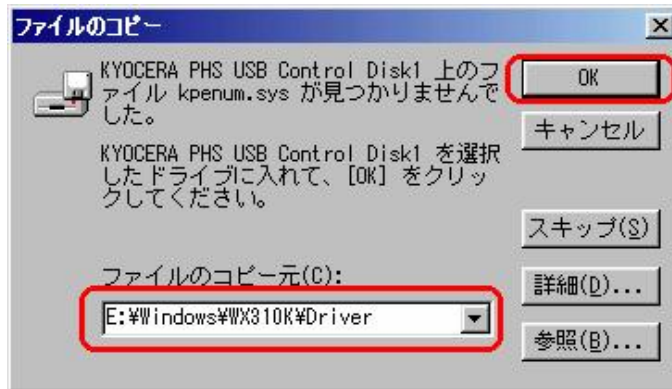 ファイルのコピー
KYOCERA PHS USB Control Disk1 上のフ
ァイル kpenum.sys が見つかりませんで
した。
KYOCERA PHS USB Control Disk1 を選択
したドライブに入れて、[OK] をクリッ
クしてください。
ファイルのコピー元(C):
E:¥Windows¥WX310K¥Driver
OK
キャンセル
スキップ(S)
詳細(D)...
参照(B)...